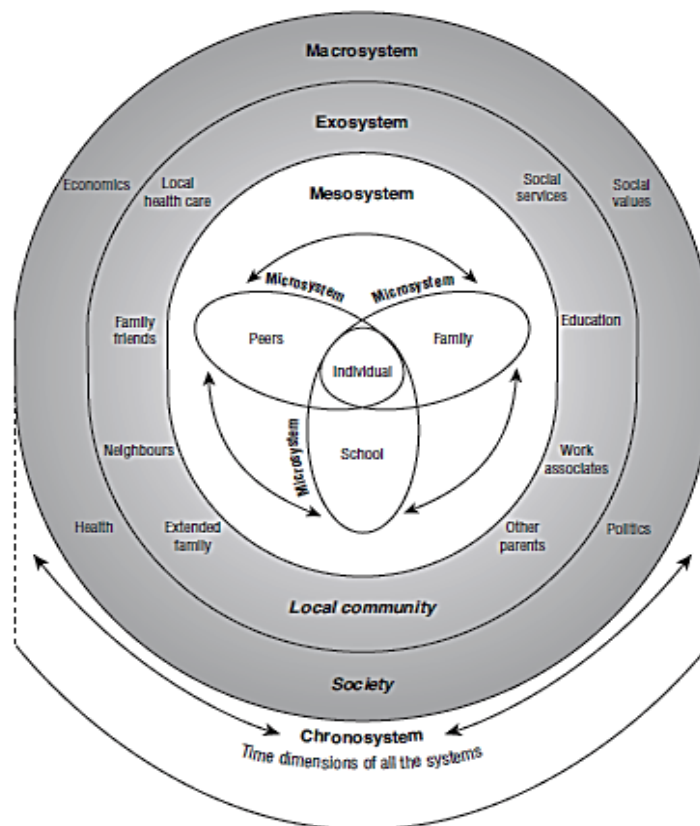 Macrosystem
Exosystem
Economics
Local
health care
Social
services
Social
values
Mesosystem
Microsystem
Microsystem
Family
friends
Peers
Family
Education
Individual
Microsystem
Neighbours
School
Work
associates
Health
Extended
family
Other
parents
Politics
Local community
Society
Chronosystem
Time dimensions of all the systems